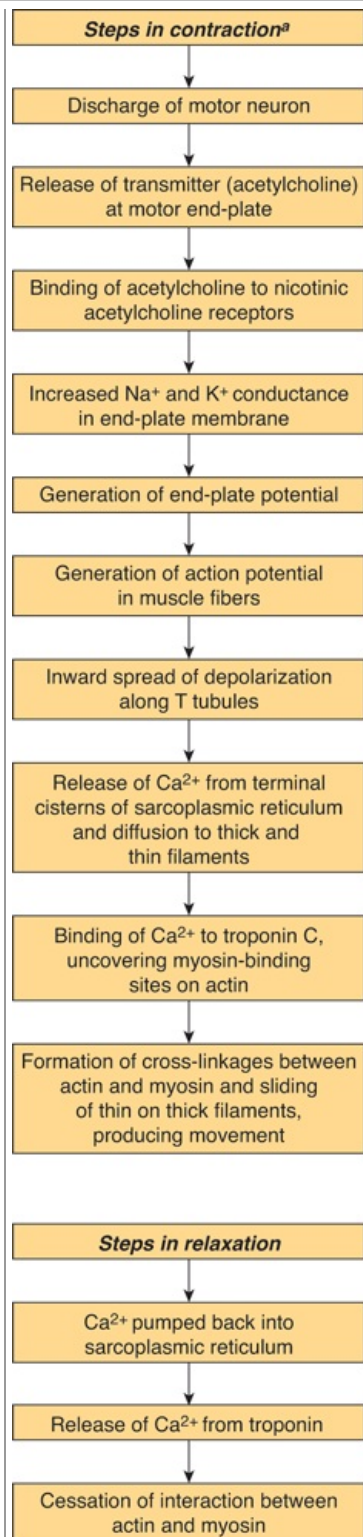 Steps in contractionᵃ
Discharge of motor neuron
Release of transmitter (acetylcholine)
at motor end-plate
Binding of acetylcholine to nicotinic
acetylcholine receptors
Increased Na⁺ and K⁺ conductance
in end-plate membrane
Generation of end-plate potential
Generation of action potential
in muscle fibers
Inward spread of depolarization
along T tubules
Release of Ca²⁺ from terminal
cisterns of sarcoplasmic reticulum
and diffusion to thick and
thin filaments
Binding of Ca²⁺ to troponin C,
uncovering myosin-binding
sites on actin
Formation of cross-linkages between
actin and myosin and sliding
of thin on thick filaments,
producing movement
Steps in relaxation
Ca²⁺ pumped back into
sarcoplasmic reticulum
Release of Ca²⁺ from troponin
Cessation of interaction between
actin and myosin